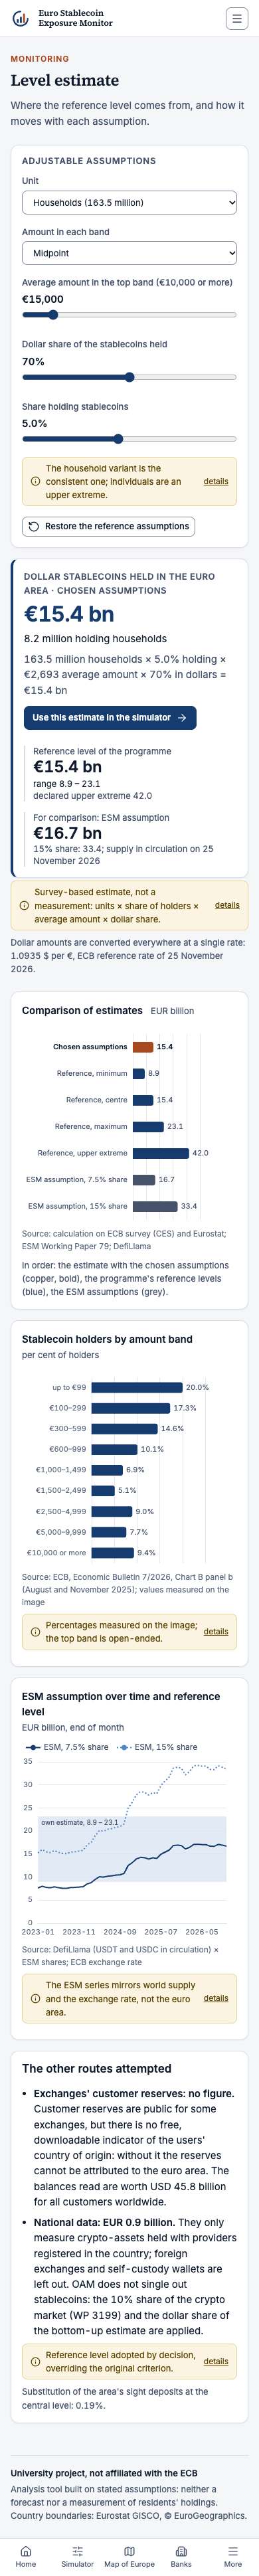 Euro Stablecoin
Exposure Monitor
MONITORING
Level estimate
Where the reference level comes from, and how it
moves with each assumption.
ADJUSTABLE ASSUMPTIONS
Unit
Households (163.5 million)
Amount in each band
Midpoint
Average amount in the top band (€10,000 or more)
€15,000
Dollar share of the stablecoins held
70%
Share holding stablecoins
5.0%
The household variant is the
consistent one; individuals are an
upper extreme.
details
Restore the reference assumptions
DOLLAR STABLECOINS HELD IN THE EURO
AREA · CHOSEN ASSUMPTIONS
€15.4 bn
8.2 million holding households
163.5 million households × 5.0% holding ×
€2,693 average amount × 70% in dollars =
€15.4 bn
Use this estimate in the simulator →
Reference level of the programme
€15.4 bn
range 8.9 – 23.1
declared upper extreme 42.0
For comparison: ESM assumption
€16.7 bn
15% share: 33.4; supply in circulation on 25
November 2026
Survey-based estimate, not a
measurement: units × share of holders ×
average amount × dollar share.
details
Dollar amounts are converted everywhere at a single rate:
1.0935 $ per €, ECB reference rate of 25 November
2026.
Comparison of estimates EUR billion
Chosen assumptions 15.4
Reference, minimum 8.9
Reference, centre 15.4
Reference, maximum 23.1
Reference, upper extreme 42.0
ESM assumption, 7.5% share 16.7
ESM assumption, 15% share 33.4
Source: calculation on ECB survey (CES) and Eurostat;
ESM Working Paper 79; DefiLlama
In order: the estimate with the chosen assumptions
(copper, bold), the programme's reference levels
(blue), the ESM assumptions (grey).
Stablecoin holders by amount band
per cent of holders
up to €99 20.0%
€100–299 17.3%
€300–599 14.6%
€600–999 10.1%
€1,000–1,499 6.9%
€1,500–2,499 5.1%
€2,500–4,999 9.0%
€5,000–9,999 7.7%
€10,000 or more 9.4%
Source: ECB, Economic Bulletin 7/2026, Chart B panel b
(August and November 2025); values measured on the
image
Percentages measured on the image;
the top band is open-ended.
details
ESM assumption over time and reference
level
EUR billion, end of month
ESM, 7.5% share ESM, 15% share
35
30
25
20
15
10
5
0
own estimate, 8.9 – 23.1
2023-01 2023-11 2024-09 2025-07 2026-05
Source: DefiLlama (USDT and USDC in circulation) ×
ESM shares; ECB exchange rate
The ESM series mirrors world supply
and the exchange rate, not the euro
area.
details
The other routes attempted
• Exchanges' customer reserves: no figure.
Customer reserves are public for some
exchanges, but there is no free,
downloadable indicator of the users'
country of origin: without it the reserves
cannot be attributed to the euro area. The
balances read are worth USD 45.8 billion
for all customers worldwide.
• National data: EUR 0.9 billion. They only
measure crypto-assets held with providers
registered in the country; foreign
exchanges and self-custody wallets are
left out. OAM does not single out
stablecoins: the 10% share of the crypto
market (WP 3199) and the dollar share of
the bottom-up estimate are applied.
Reference level adopted by decision,
overriding the original criterion.
details
Substitution of the area's sight deposits at the
central level: 0.19%.
University project, not affiliated with the ECB
Analysis tool built on stated assumptions: neither a
forecast nor a measurement of residents' holdings.
Country boundaries: Eurostat GISCO, © EuroGeographics.
Home Simulator Map of Europe Banks More